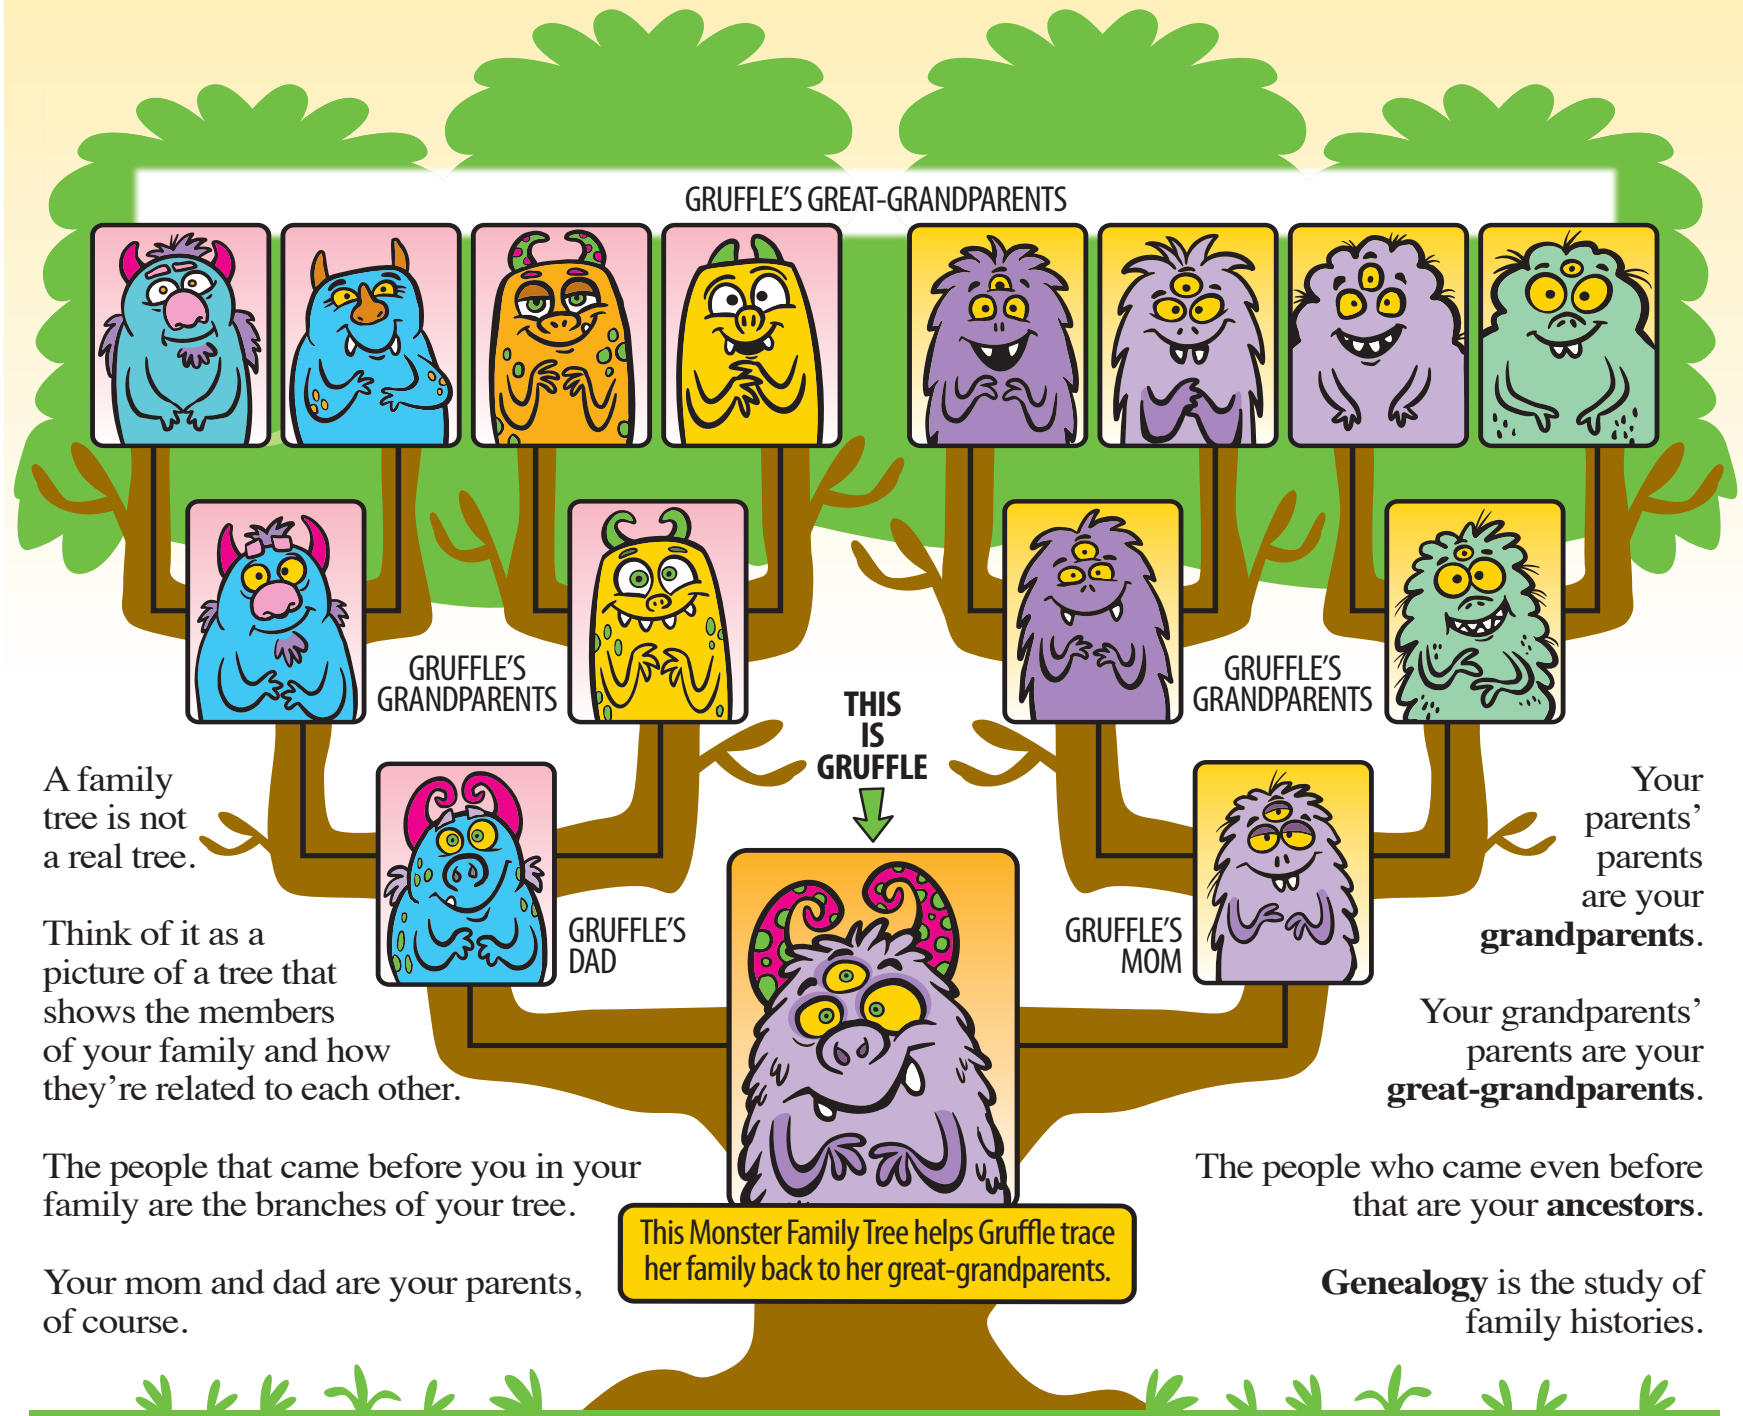 GRUFFLE'S GREAT-GRANDPARENTS
GRUFFLE'S
GRANDPARENTS
GRUFFLE'S
GRANDPARENTS
THIS
IS
GRUFFLE
GRUFFLE'S
DAD
GRUFFLE'S
MOM
A family
tree is not
a real tree.
Think of it as a
picture of a tree that
shows the members
of your family and how
they're related to each other.
The people that came before you in your
family are the branches of your tree.
Your mom and dad are your parents,
of course.
This Monster Family Tree helps Gruffle trace
her family back to her great-grandparents.
Your
parents'
parents
are your
grandparents.
Your grandparents'
parents are your
great-grandparents.
The people who came even before
that are your ancestors.
Genealogy is the study of
family histories.